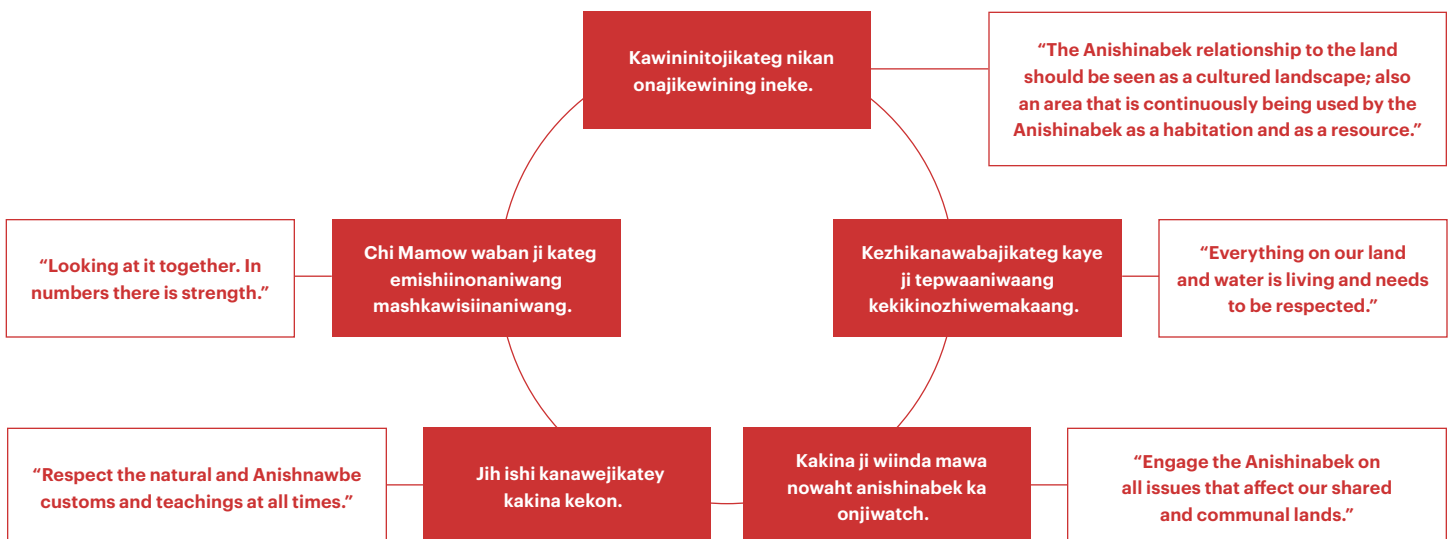 Kawininitojikateg nikan
onajikewining ineke.
“The Anishinabek relationship to the land
should be seen as a cultured landscape; also
an area that is continuously being used by the
Anishinabek as a habitation and as a resource.”
“Looking at it together. In
numbers there is strength.”
Chi Mamow waban ji kateg
emishiinonaniwang
mashkawisiinaniwang.
Kezhikanawabajikateg kaye
ji tepwaaniwaang
kekikinozhiwemakaang.
“Everything on our land
and water is living and needs
to be respected.”
“Respect the natural and Anishnawbe
customs and teachings at all times.”
Jih ishi kanawejikatey
kakina kekon.
Kakina ji wiinda mawa
nowaht anishinabek ka
onjiwatch.
“Engage the Anishinabek on
all issues that affect our shared
and communal lands.”